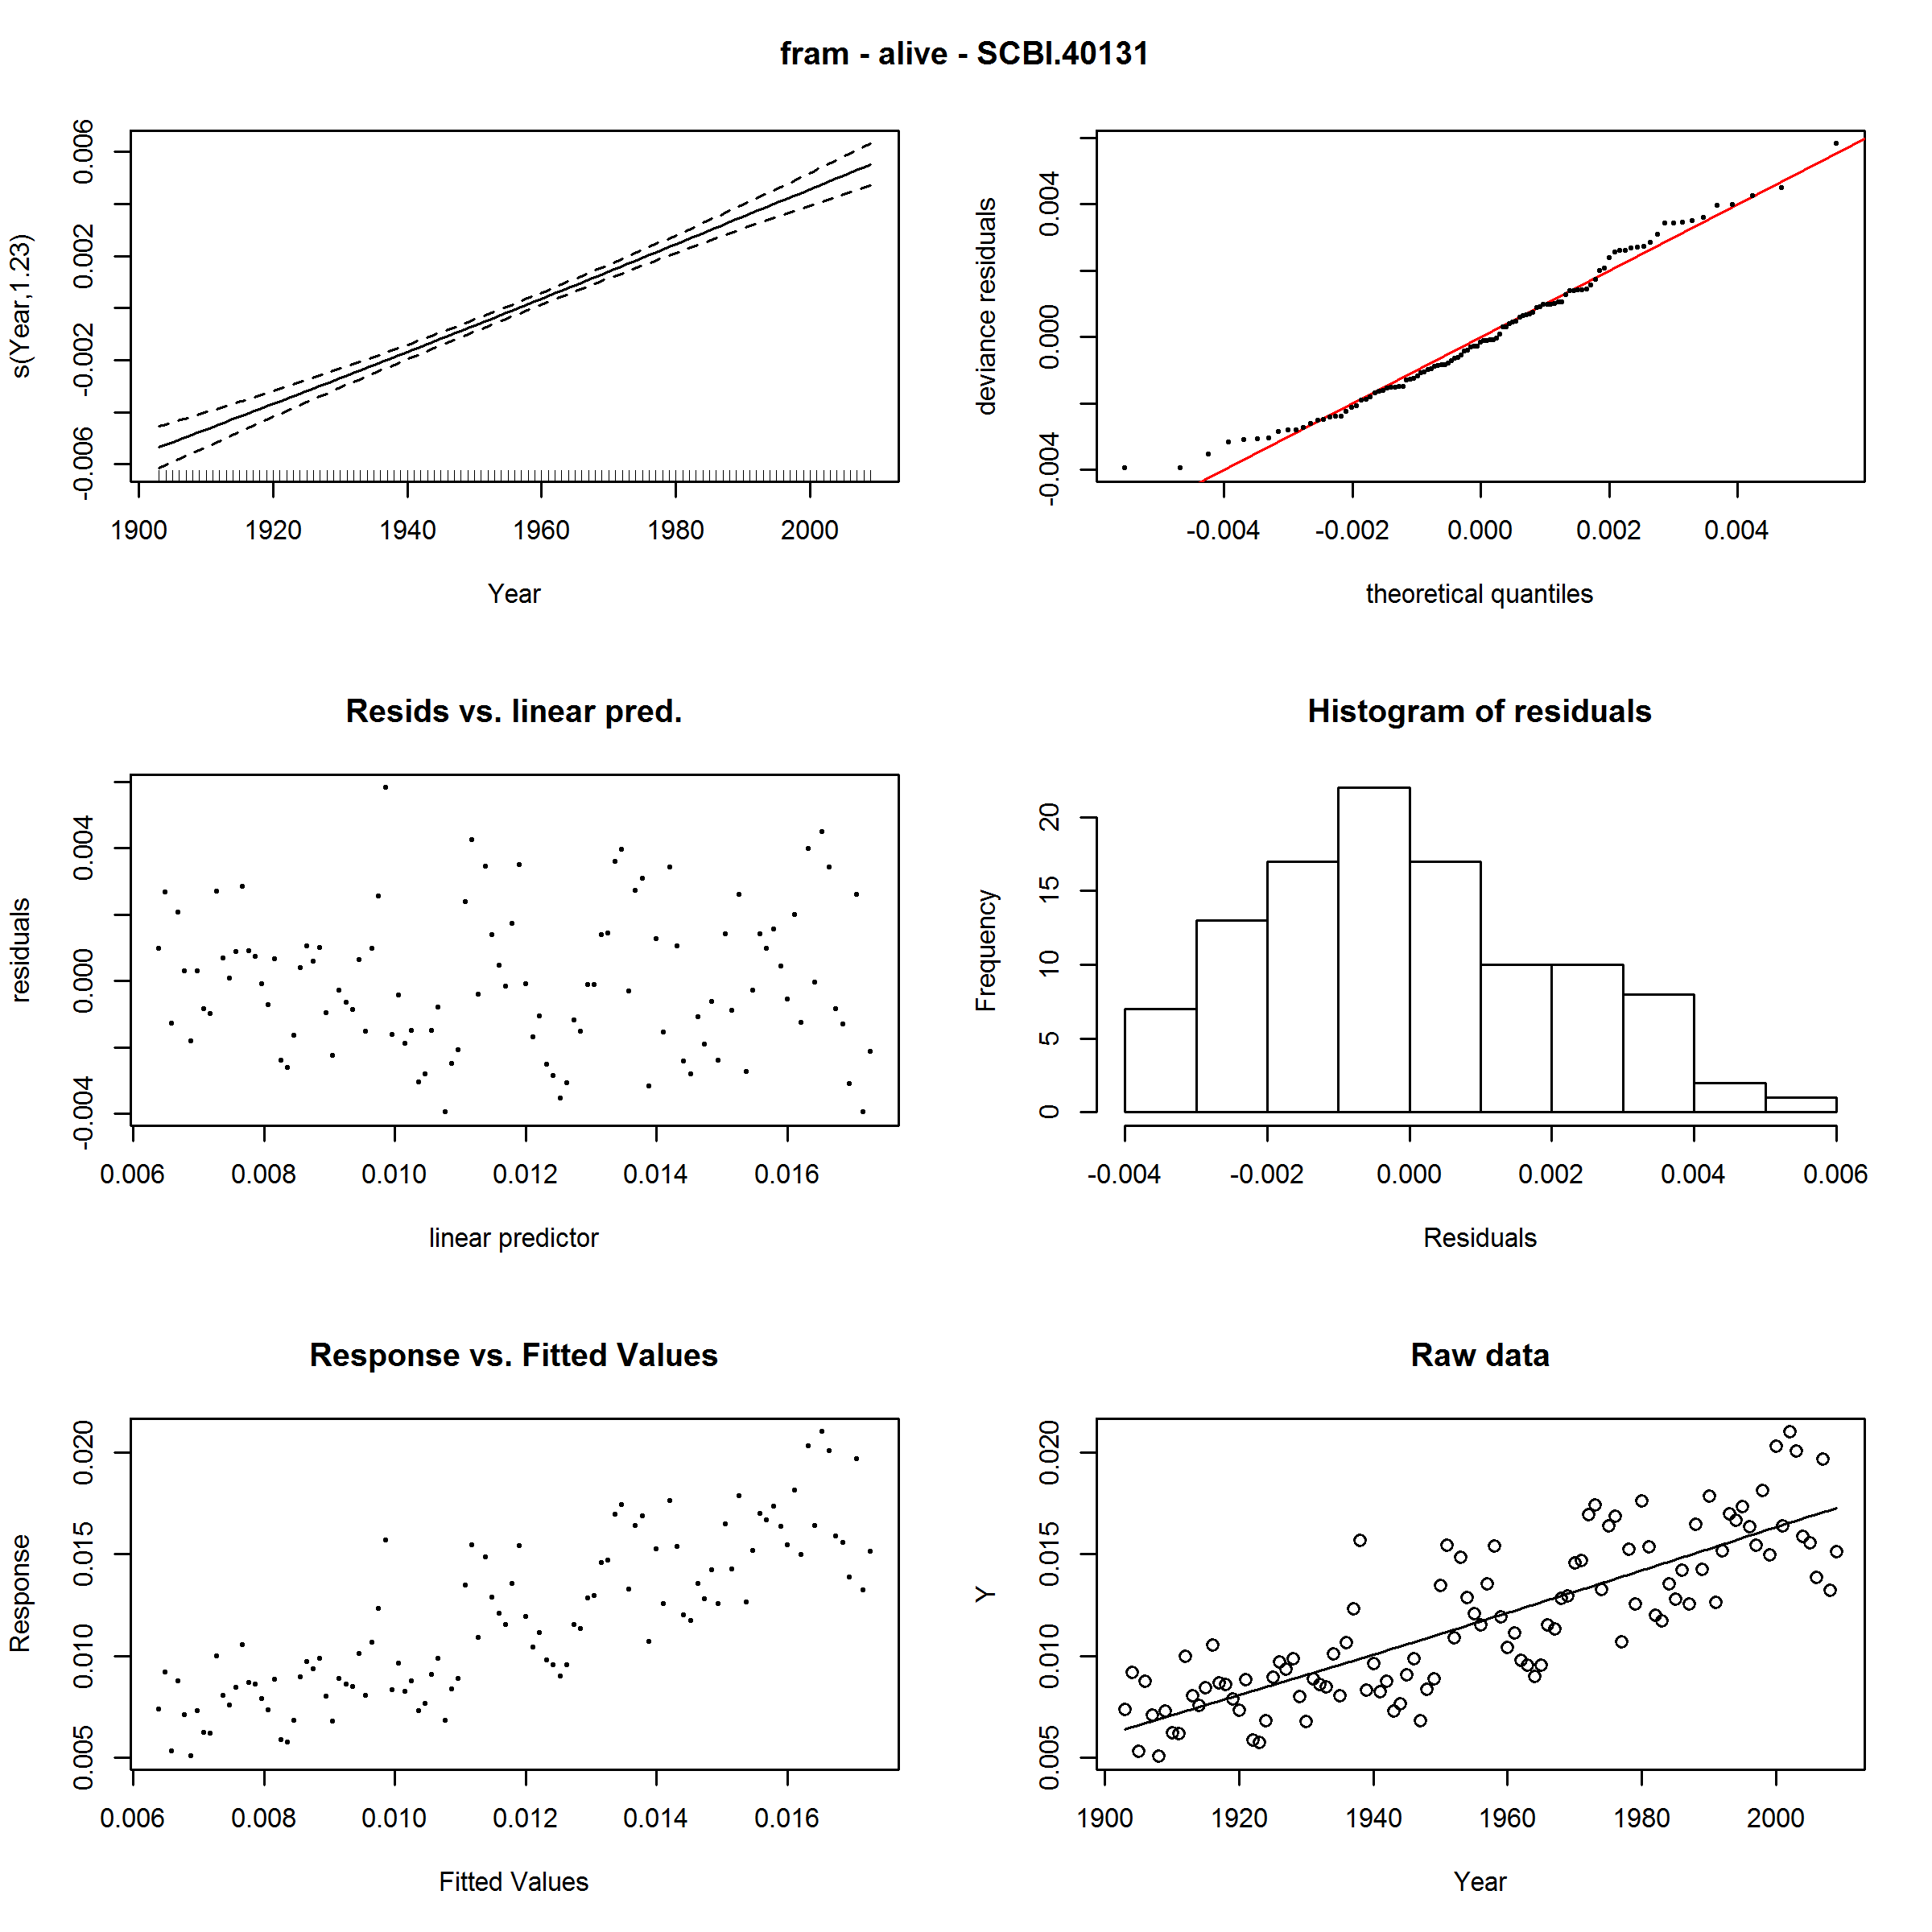 fram - alive - SCBI.40131
s(Year,1.23)
-0.006 -0.002 0.002 0.006
1900 1920 1940 1960 1980 2000
Year
deviance residuals
-0.004 0.000 0.004
-0.004 -0.002 0.000 0.002 0.004
theoretical quantiles
Resids vs. linear pred.
residuals
-0.004 0.000 0.004
0.006 0.008 0.010 0.012 0.014 0.016
linear predictor
Histogram of residuals
Frequency
0 5 10 15 20
-0.004 -0.002 0.000 0.002 0.004 0.006
Residuals
Response vs. Fitted Values
Response
0.005 0.010 0.015 0.020
0.006 0.008 0.010 0.012 0.014 0.016
Fitted Values
Raw data
Y
0.005 0.010 0.015 0.020
1900 1920 1940 1960 1980 2000
Year